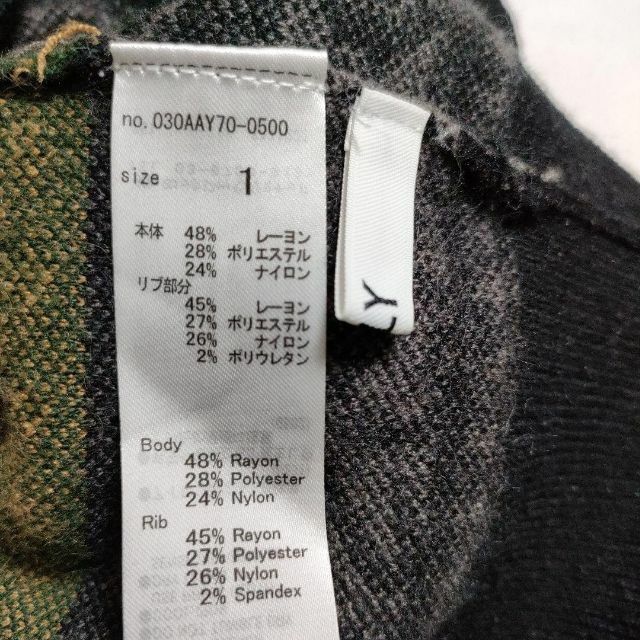 no. 030AAY70-0500
size 1
本体 48% レーヨン
28% ポリエステル
24% ナイロン
リブ部分
45% レーヨン
27% ポリエステル
26% ナイロン
2% ポリウレタン
Body
48% Rayon
28% Polyester
24% Nylon
Rib
45% Rayon
27% Polyester
26% Nylon
2% Spandex
LY